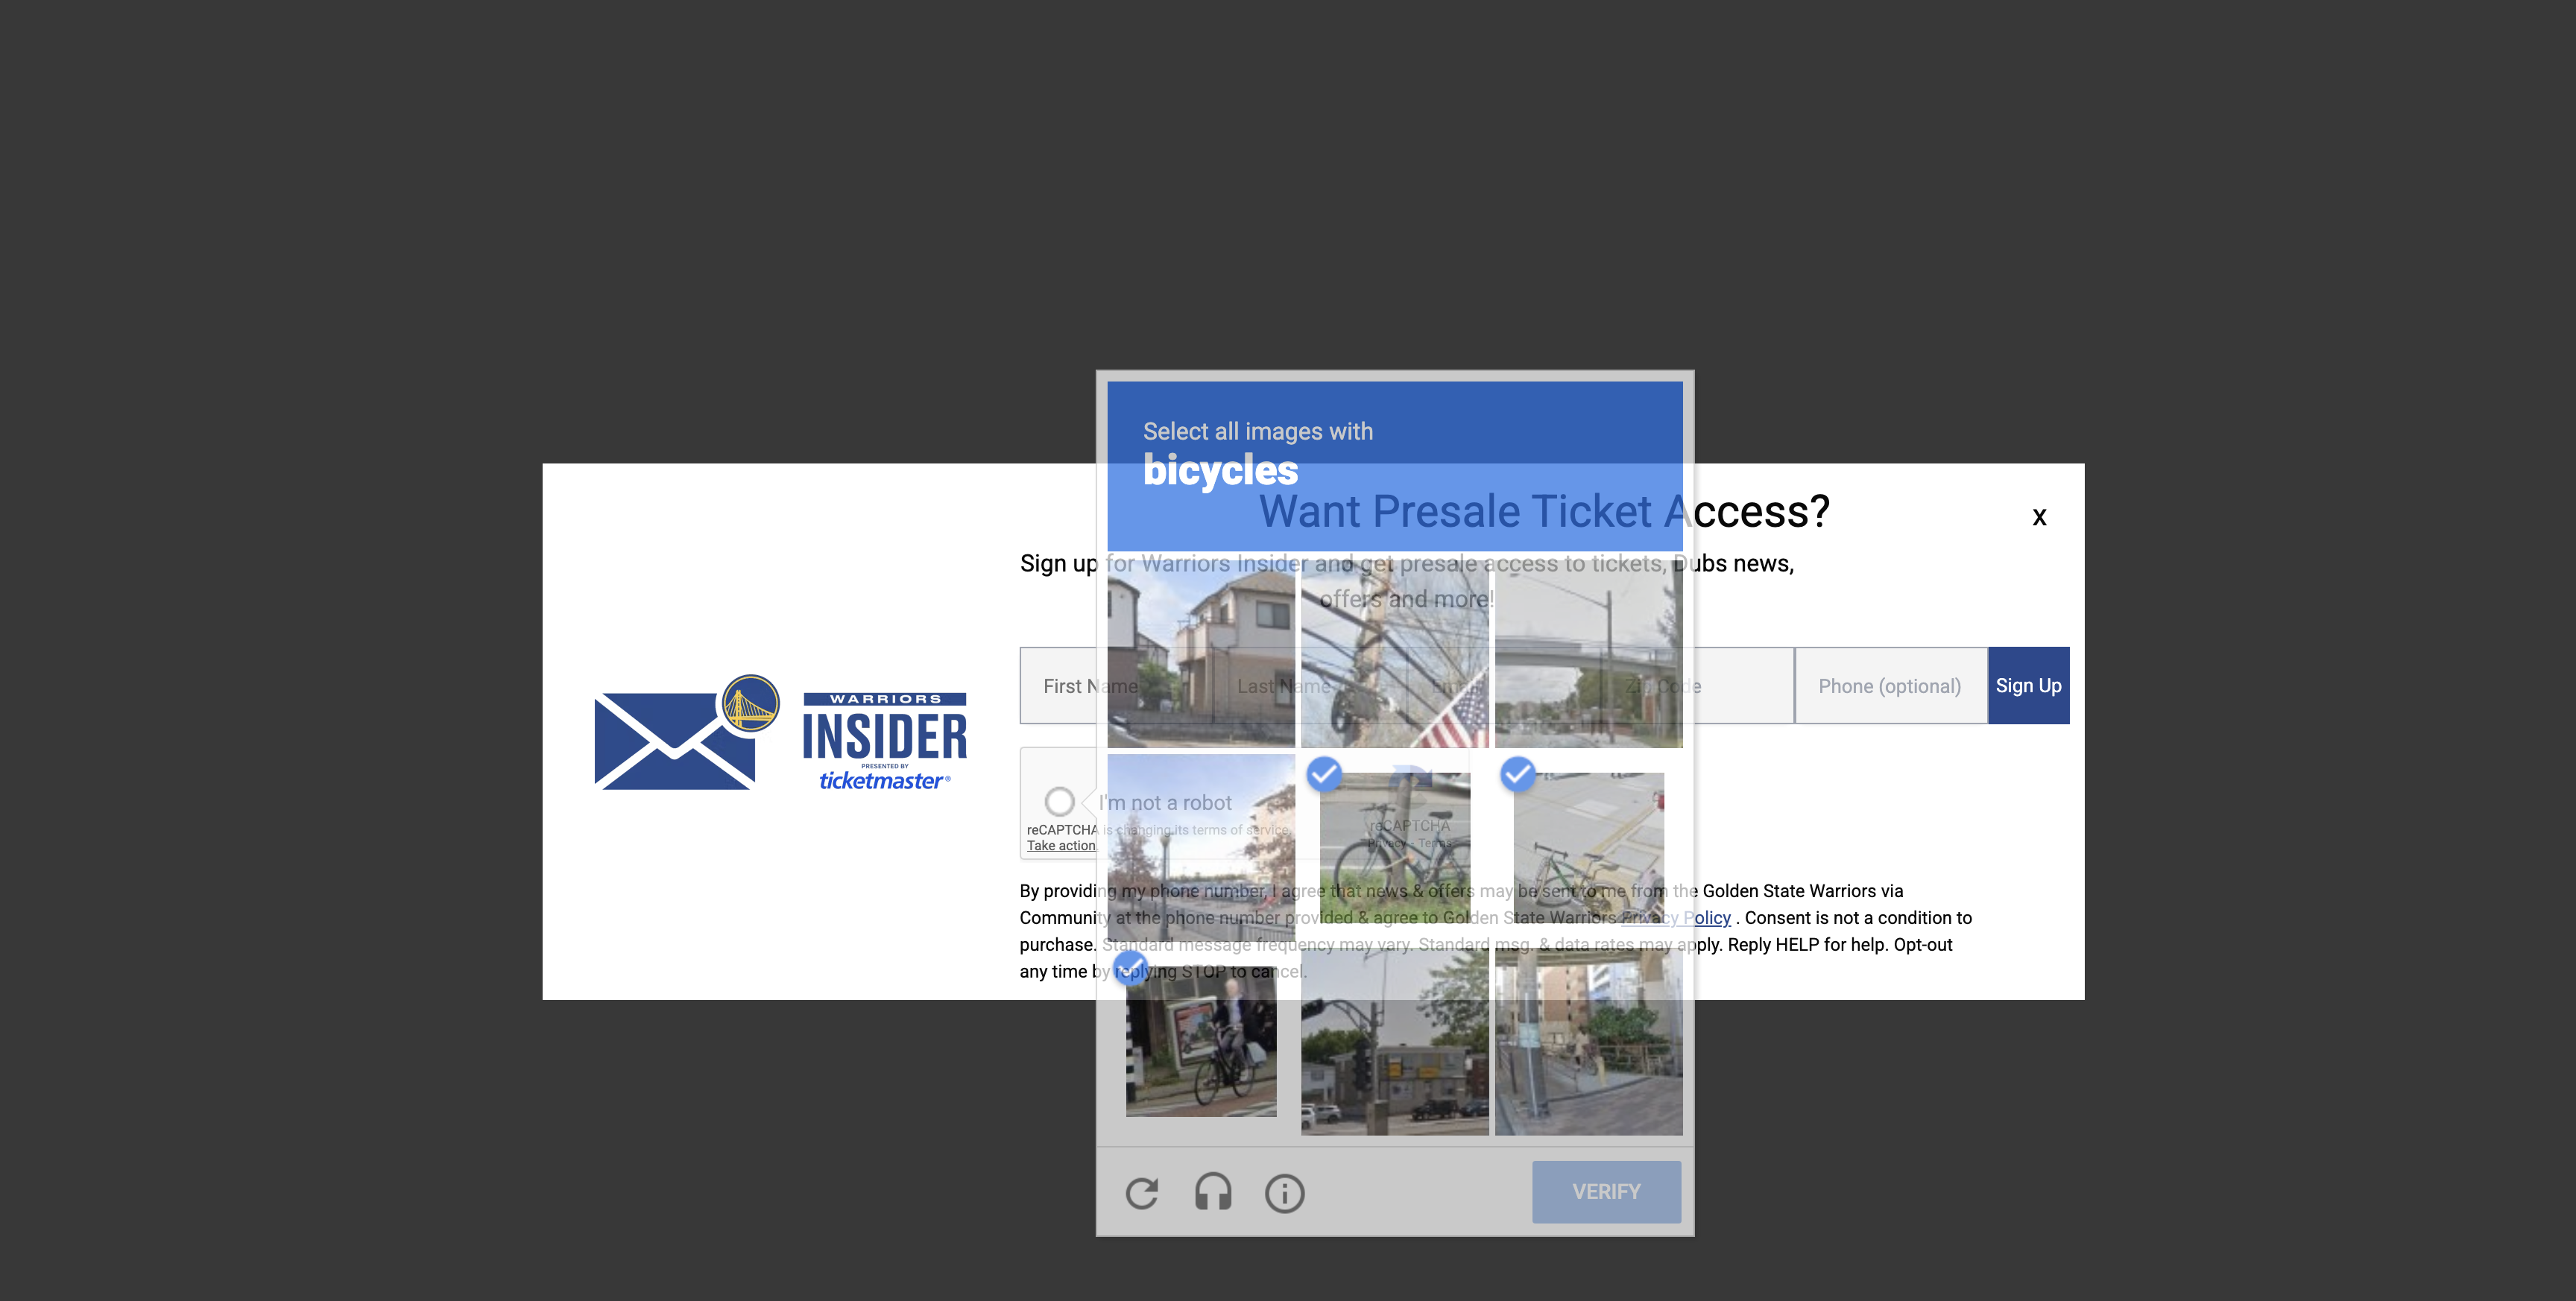 Select all images with
bicycles
Want Presale Ticket Access?
X
Sign up for Warriors Insider and get presale access to tickets, Dubs news,
offers and more!
First Name
Last Name
Email
Zip Code
Phone (optional)
Sign Up
WARRIORS
INSIDER
PRESENTED BY
ticketmaster®
I'm not a robot
reCAPTCHA is changing its terms of service.
Take action.
reCAPTCHA
Privacy - Terms
By providing my phone number, I agree that news & offers may be sent to me from the Golden State Warriors via
Community at the phone number provided & agree to Golden State Warriors Privacy Policy . Consent is not a condition to
purchase. Standard message frequency may vary. Standard msg. & data rates may apply. Reply HELP for help. Opt-out
any time by replying STOP to cancel.
VERIFY